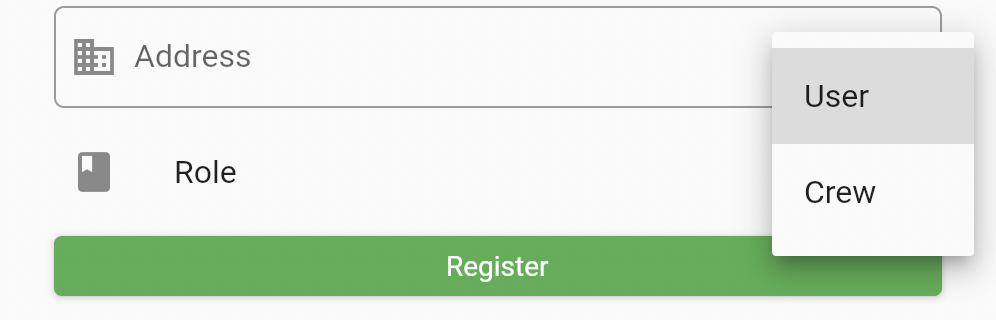 Address
User
Role
Crew
Register